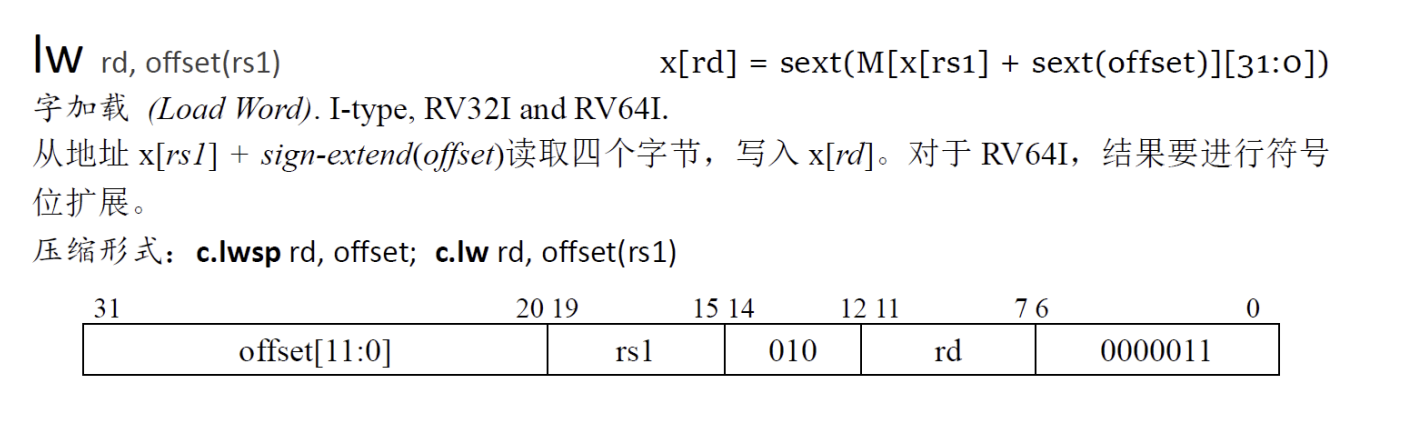 lw rd, offset(rs1) x[rd] = sext(M[x[rs1] + sext(offset)][31:0])
字加载 (Load Word). I-type, RV32I and RV64I.
从地址 x[rs1] + sign-extend(offset)读取四个字节，写入 x[rd]。对于 RV64I，结果要进行符号
位扩展。
压缩形式：c.lwsp rd, offset; c.lw rd, offset(rs1)
31 20 19 15 14 12 11 7 6 0
offset[11:0] rs1 010 rd 0000011